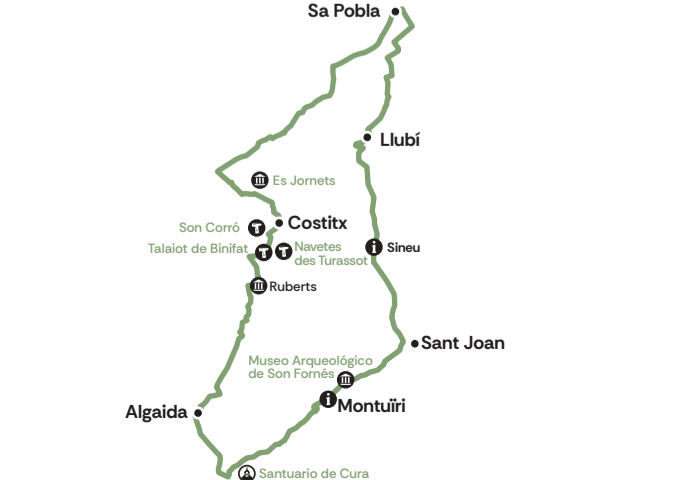 Sa Pobla
Llubí
Es Jornets
Costitx
Son Corró
Talaiot de Binifat
Navetes
des Turassot
Sineu
Ruberts
Sant Joan
Museo Arqueológico
de Son Fornés
Montuïri
Algaida
Santuario de Cura